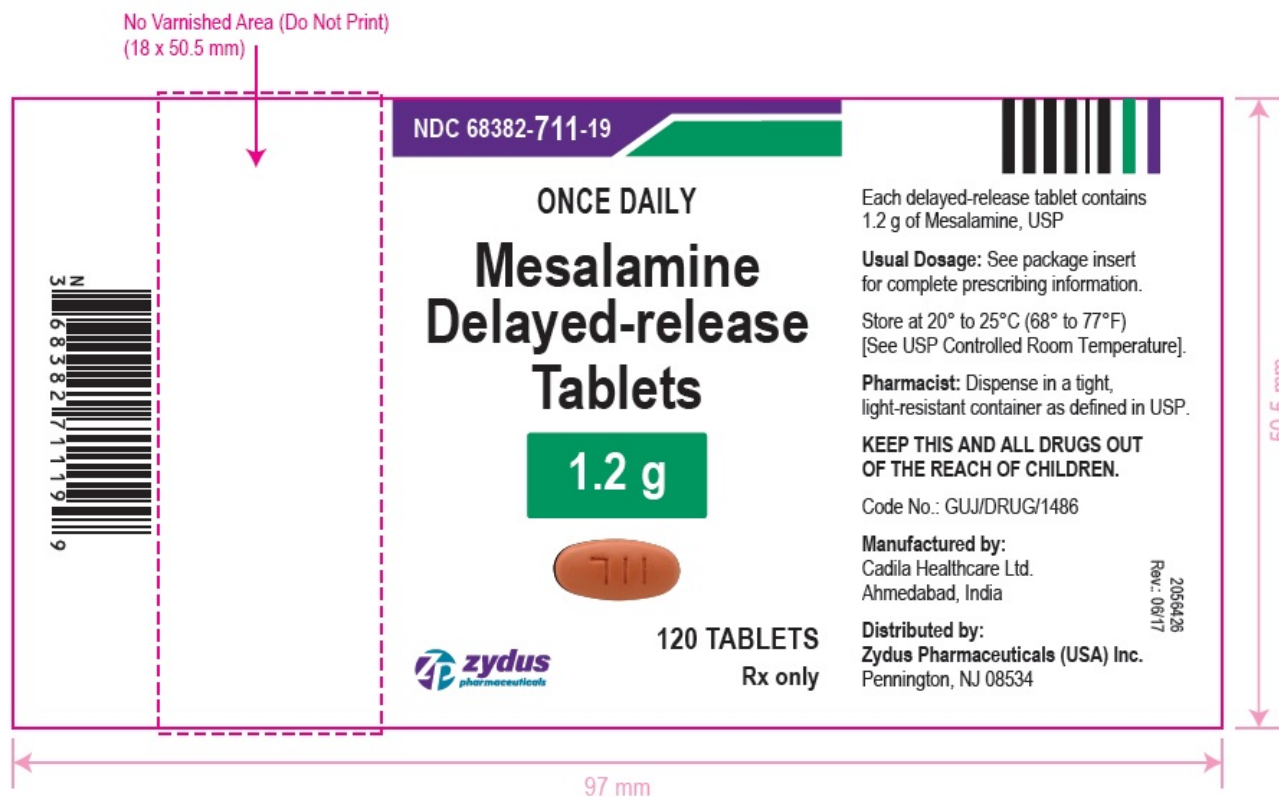 No Varnished Area (Do Not Print)
(18 x 50.5 mm)
N
3 68382 71119 9
NDC 68382-711-19
ONCE DAILY
Mesalamine
Delayed-release
Tablets
1.2 g
711
120 TABLETS
Rx only
zydus
pharmaceuticals
Each delayed-release tablet contains
1.2 g of Mesalamine, USP
Usual Dosage: See package insert
for complete prescribing information.
Store at 20° to 25°C (68° to 77°F)
[See USP Controlled Room Temperature].
Pharmacist: Dispense in a tight,
light-resistant container as defined in USP.
KEEP THIS AND ALL DRUGS OUT
OF THE REACH OF CHILDREN.
Code No.: GUJ/DRUG/1486
Manufactured by:
Cadila Healthcare Ltd.
Ahmedabad, India
Distributed by:
Zydus Pharmaceuticals (USA) Inc.
Pennington, NJ 08534
2056426
Rev.: 06/17
50.5 mm
97 mm